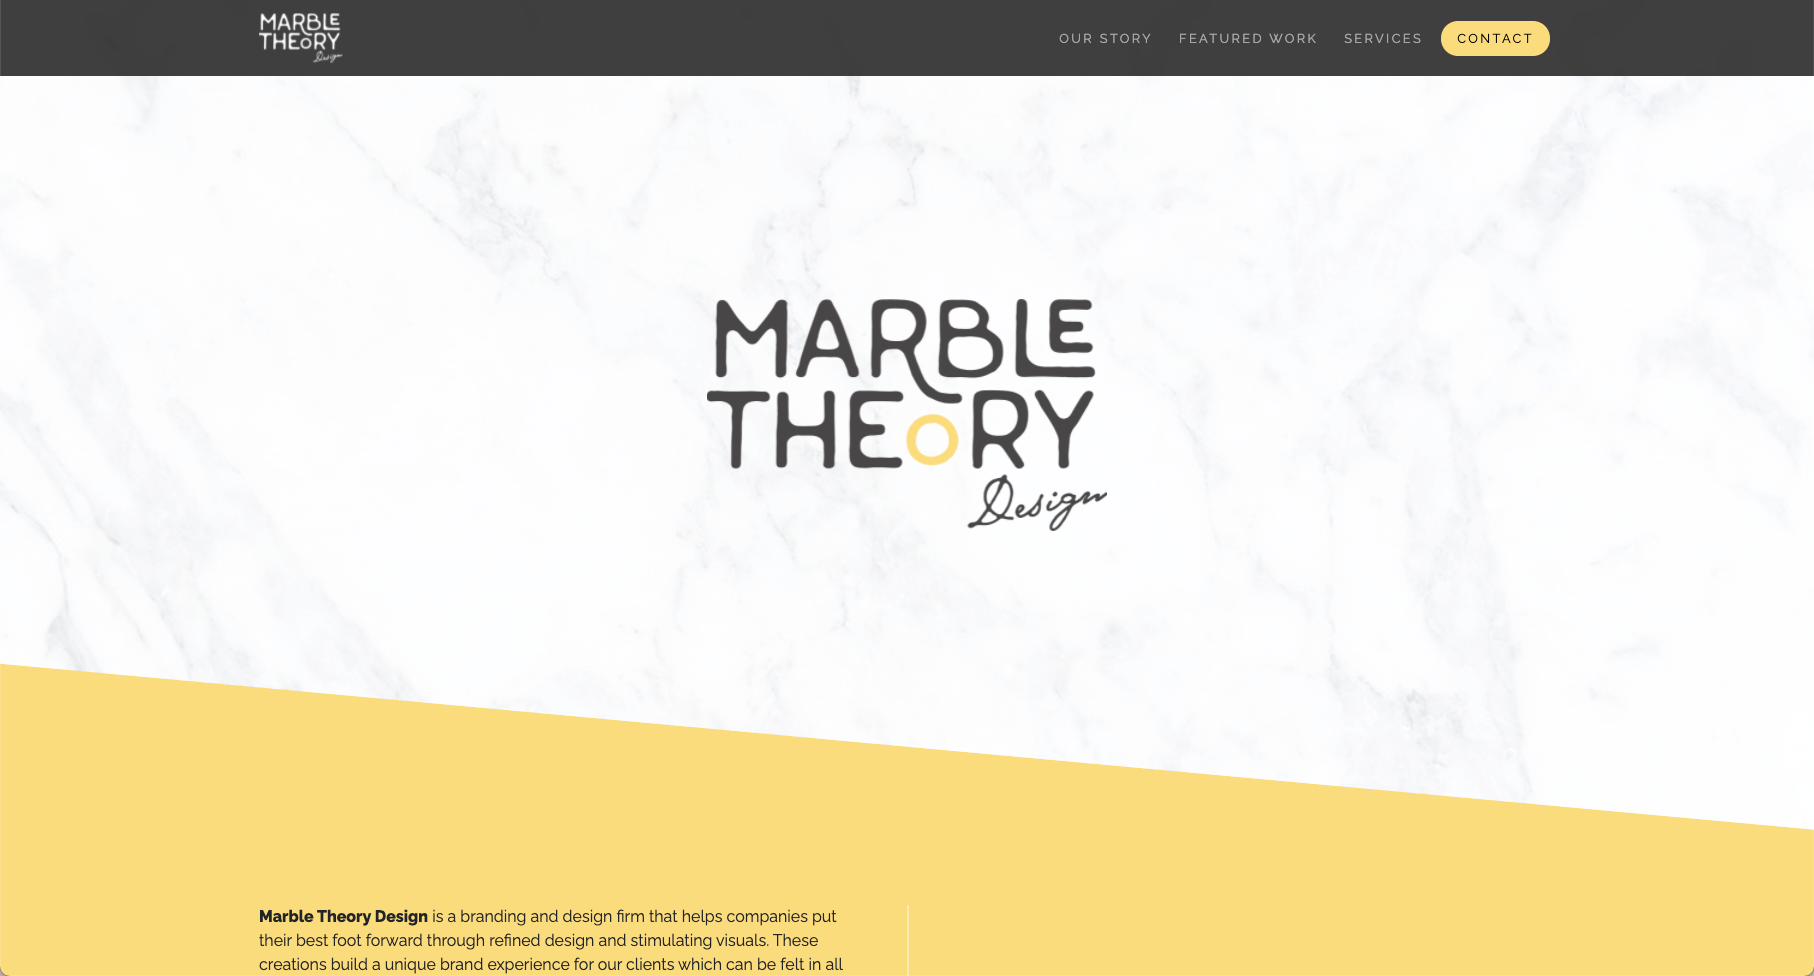 MARBLE
THEORY
Design
OUR STORY FEATURED WORK SERVICES CONTACT
MARBLE
THEORY
Design
Marble Theory Design is a branding and design firm that helps companies put
their best foot forward through refined design and stimulating visuals. These
creations build a unique brand experience for our clients which can be felt in all